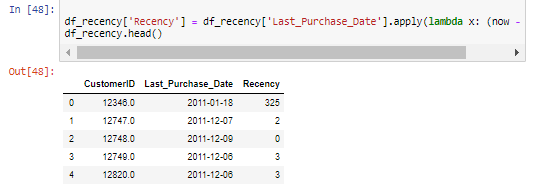 In [48]:
df_recency['Recency'] = df_recency['Last_Purchase_Date'].apply(lambda x: (now -
df_recency.head()
Out[48]:
CustomerID Last_Purchase_Date Recency
0 12346.0 2011-01-18 325
1 12747.0 2011-12-07 2
2 12748.0 2011-12-09 0
3 12749.0 2011-12-06 3
4 12820.0 2011-12-06 3